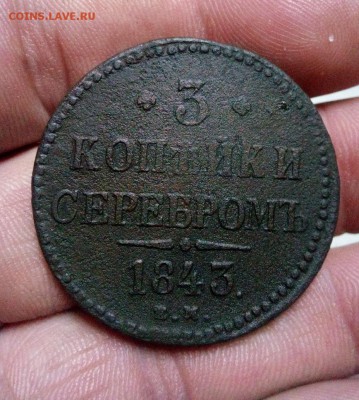 COINS.LAVE.RU
3
КОПѢЙКИ
СЕРЕБРОМЪ
1843.
Е.М.